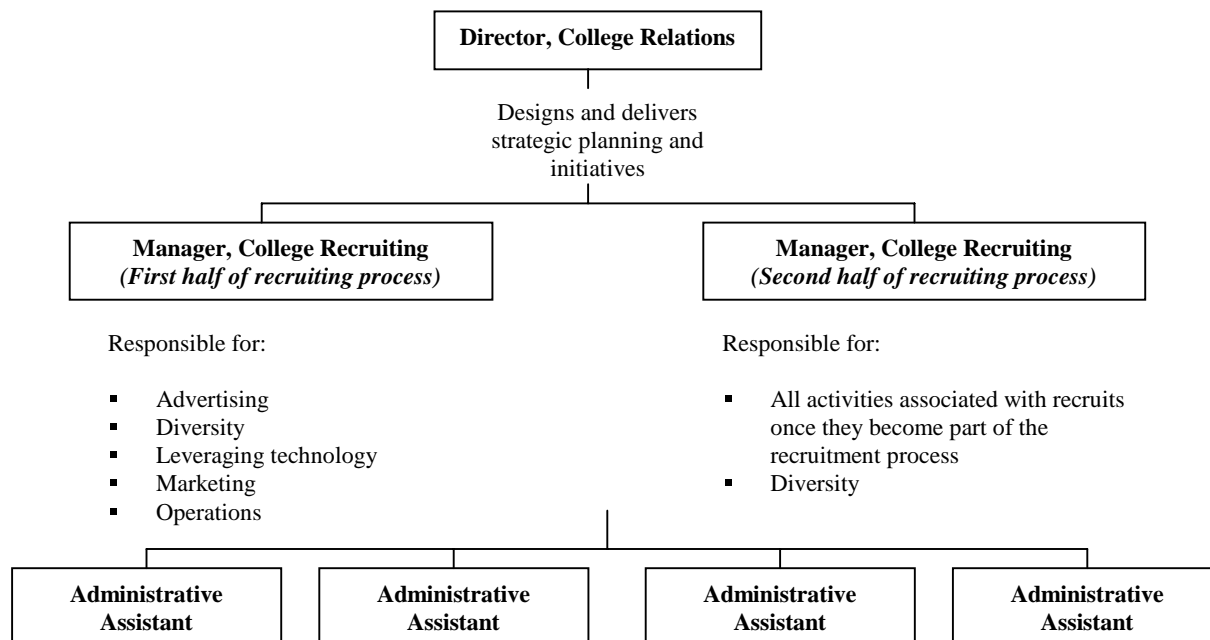 Director, College Relations
Designs and delivers
strategic planning and
initiatives
Manager, College Recruiting
(First half of recruiting process)
Manager, College Recruiting
(Second half of recruiting process)
Responsible for:
▪ Advertising
▪ Diversity
▪ Leveraging technology
▪ Marketing
▪ Operations
Responsible for:
▪ All activities associated with recruits
once they become part of the
recruitment process
▪ Diversity
Administrative
Assistant
Administrative
Assistant
Administrative
Assistant
Administrative
Assistant